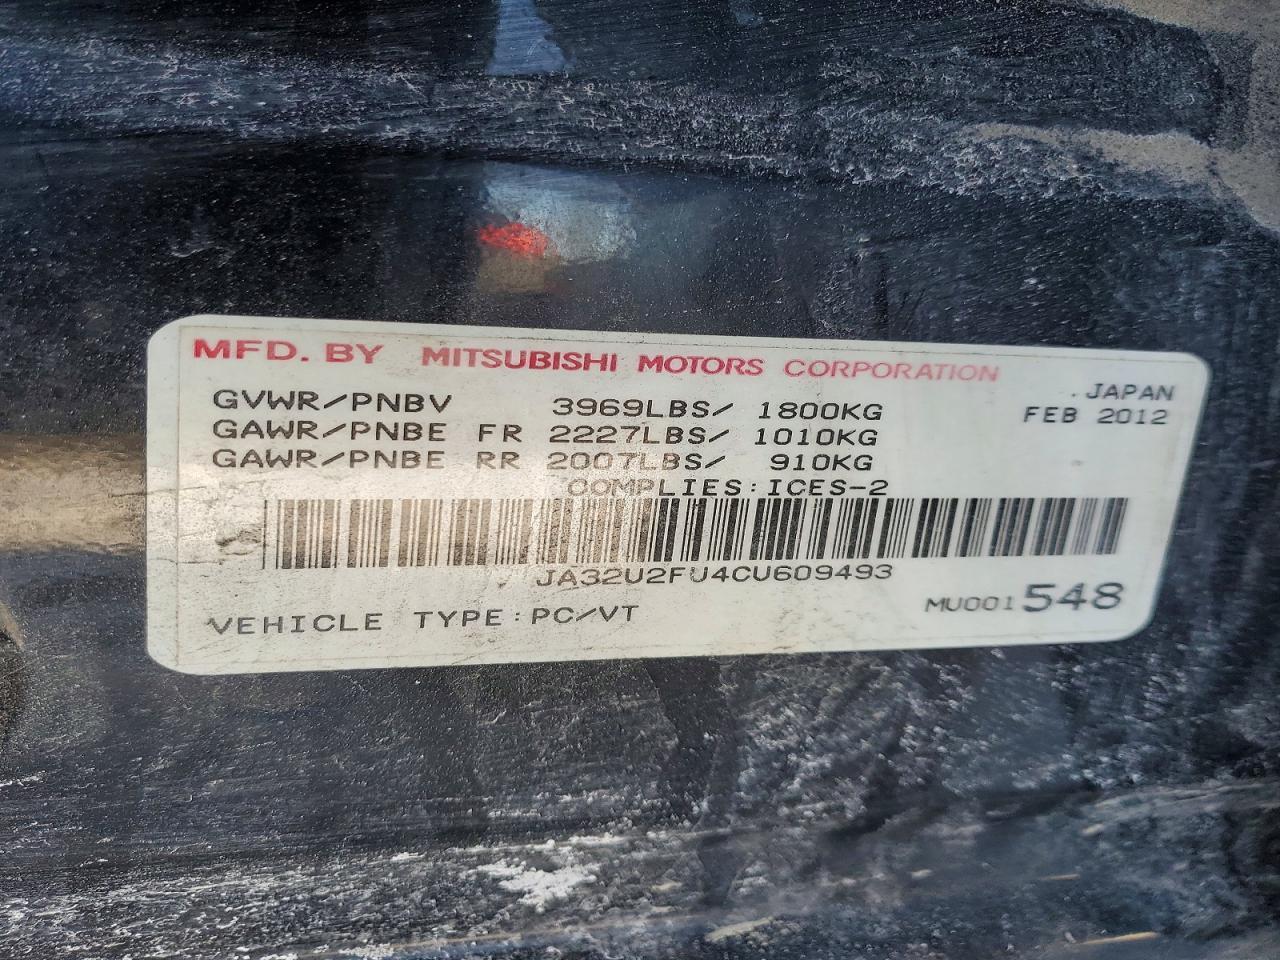 MFD. BY MITSUBISHI MOTORS CORPORATION
JAPAN
GVWR/PNBV 3969LBS/ 1800KG FEB 2012
GAWR/PNBE FR 2227LBS/ 1010KG
GAWR/PNBE RR 2007LBS/ 910KG
COMPLIES:ICES-2
JA32U2FU4CU609493
VEHICLE TYPE:PC/VT MU001548